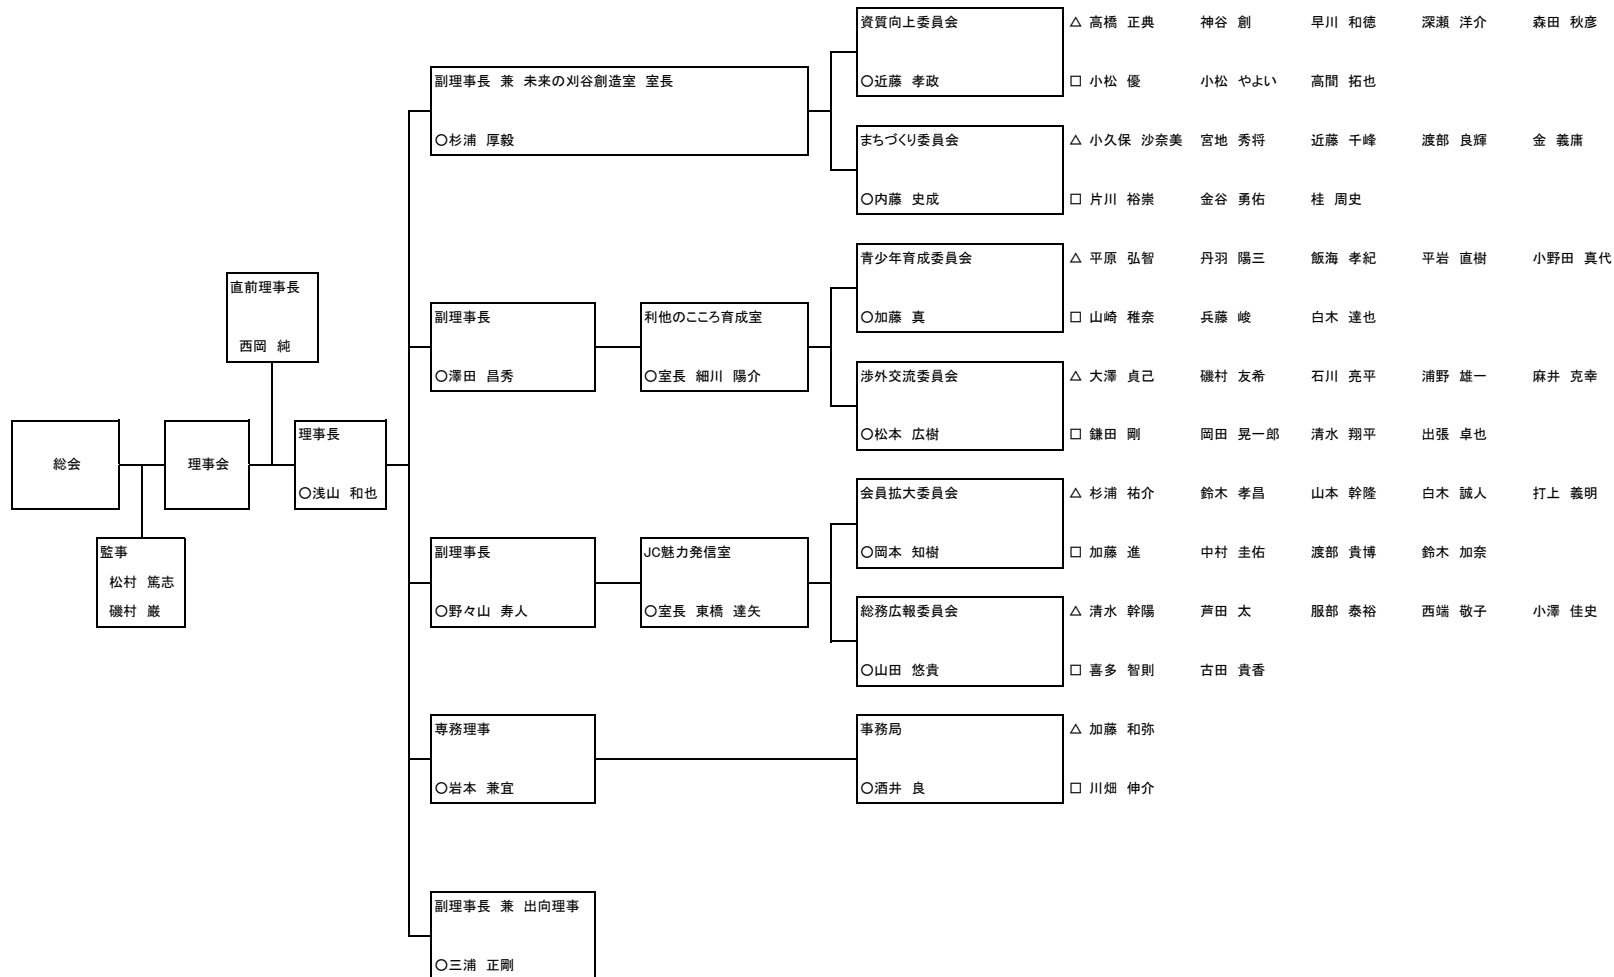 総会
監事
松村 篤志
磯村 巌
理事会
直前理事長
西岡 純
理事長
○浅山 和也
副理事長 兼 未来の刈谷創造室 室長
○杉浦 厚毅
資質向上委員会
○近藤 孝政
△ 高橋 正典 神谷 創 早川 和徳 深瀬 洋介 森田 秋彦
□ 小松 優 小松 やよい 高間 拓也
まちづくり委員会
○内藤 史成
△ 小久保 沙奈美 宮地 秀将 近藤 千峰 渡部 良輝 金 義庸
□ 片川 裕崇 金谷 勇佑 桂 周史
副理事長
○澤田 昌秀
利他のこころ育成室
○室長 細川 陽介
青少年育成委員会
○加藤 真
△ 平原 弘智 丹羽 陽三 飯海 孝紀 平岩 直樹 小野田 真代
□ 山崎 稚奈 兵藤 峻 白木 達也
渉外交流委員会
○松本 広樹
△ 大澤 貞己 磯村 友希 石川 亮平 浦野 雄一 麻井 克幸
□ 鎌田 剛 岡田 晃一郎 清水 翔平 出張 卓也
副理事長
○野々山 寿人
JC魅力発信室
○室長 東橋 達矢
会員拡大委員会
○岡本 知樹
△ 杉浦 祐介 鈴木 孝昌 山本 幹隆 白木 誠人 打上 義明
□ 加藤 進 中村 圭佑 渡部 貴博 鈴木 加奈
総務広報委員会
○山田 悠貴
△ 清水 幹陽 芦田 太 服部 泰裕 西端 敬子 小澤 佳史
□ 喜多 智則 古田 貴香
専務理事
○岩本 兼宜
事務局
○酒井 良
△ 加藤 和弥
□ 川畑 伸介
副理事長 兼 出向理事
○三浦 正剛